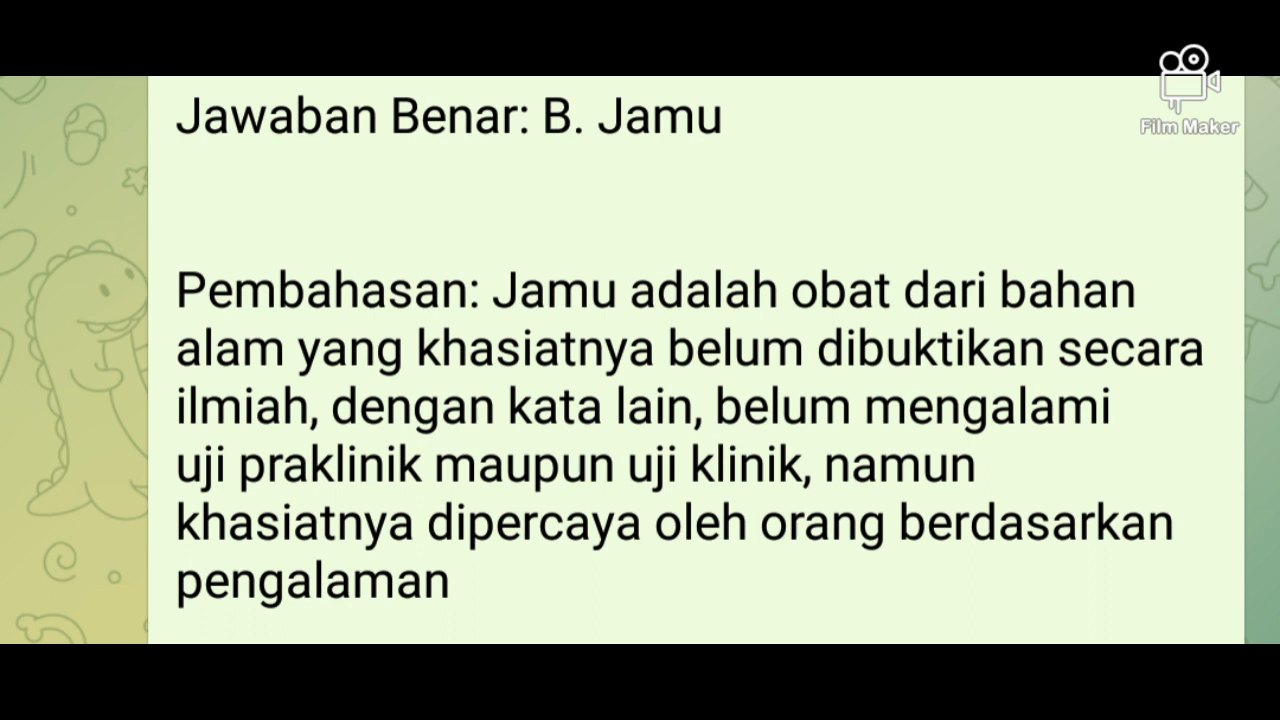 Film Maker
Jawaban Benar: B. Jamu
Pembahasan: Jamu adalah obat dari bahan
alam yang khasiatnya belum dibuktikan secara
ilmiah, dengan kata lain, belum mengalami
uji praklinik maupun uji klinik, namun
khasiatnya dipercaya oleh orang berdasarkan
pengalaman